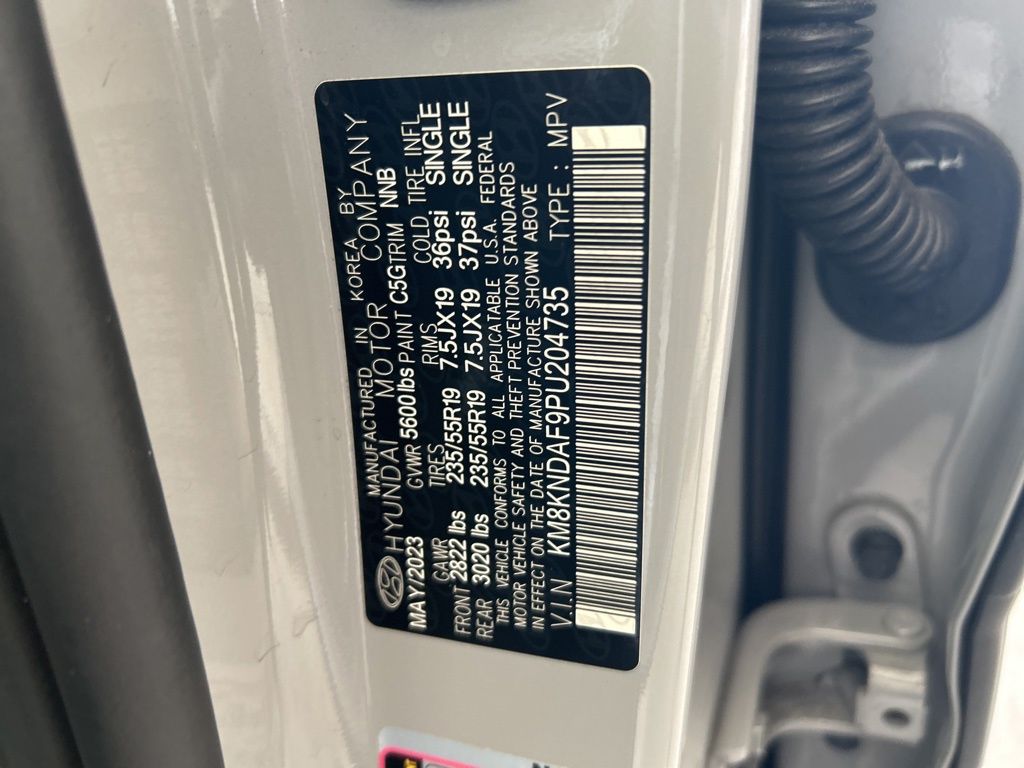 MANUFACTURED IN KOREA BY
HYUNDAI MOTOR COMPANY
MAY/2023 GVWR 5600lbs PAINT C5G TRIM NNB
GAWR TIRES RIMS COLD TIRE INFL
FRONT 2822 lbs 235/55R19 7.5JX19 36psi SINGLE
REAR 3020 lbs 235/55R19 7.5JX19 37psi SINGLE
THIS VEHICLE CONFORMS TO ALL APPLICATABLE U.S.A. FEDERAL
MOTOR VEHICLE SAFETY AND THEFT PREVENTION STANDARDS
IN EFFECT ON THE DATE OF MANUFACTURE SHOWN ABOVE
V.I.N KM8KNDAF9PU204735 TYPE : MPV